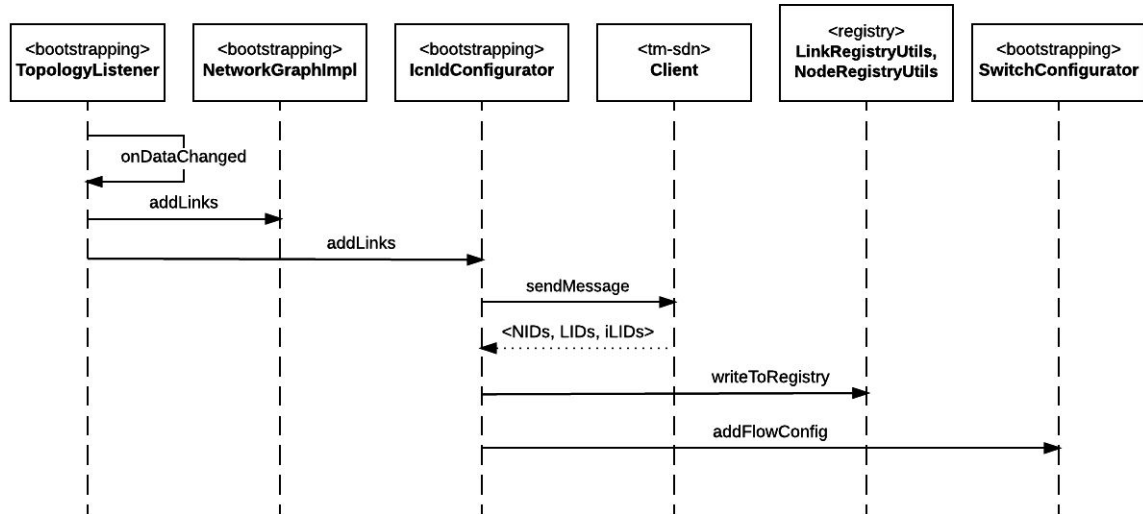 <bootstrapping>
TopologyListener
<bootstrapping>
NetworkGraphImpl
<bootstrapping>
IcnIdConfigurator
<tm-sdn>
Client
<registry>
LinkRegistryUtils,
NodeRegistryUtils
<bootstrapping>
SwitchConfigurator
onDataChanged
addLinks
addLinks
sendMessage
<NIDs, LIDs, iLIDs>
writeToRegistry
addFlowConfig